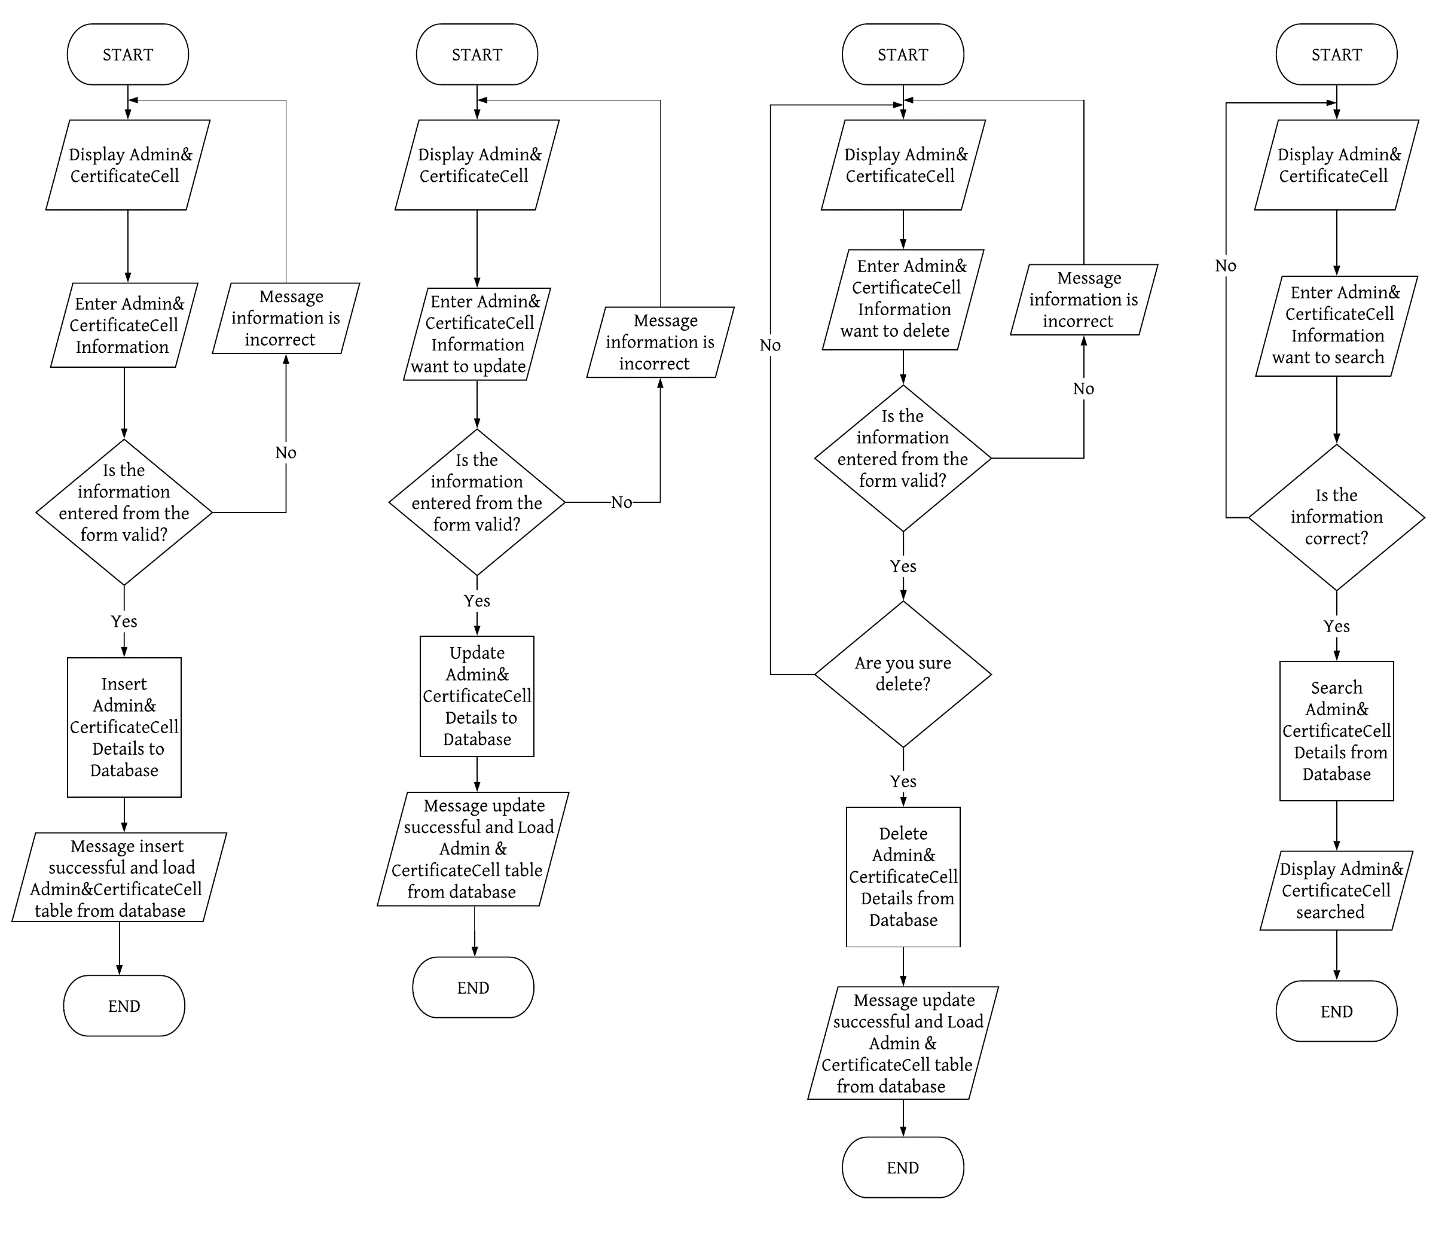 START
Display Admin&
CertificateCell
Enter Admin&
CertificateCell
Information
Message
information is
incorrect
No
Is the
information
entered from the
form valid?
Yes
Insert
Admin&
CertificateCell
Details to
Database
Message insert
successful and load
Admin&CertificateCell
table from database
END
START
Display Admin&
CertificateCell
Enter Admin&
CertificateCell
Information
want to update
Message
information is
incorrect
Is the
information
entered from the
form valid?
No
Yes
Update
Admin&
CertificateCell
Details to
Database
Message update
successful and Load
Admin &
CertificateCell table
from database
END
START
Display Admin&
CertificateCell
Enter Admin&
CertificateCell
Information
want to delete
Message
information is
incorrect
No
No
Is the
information
entered from the
form valid?
Yes
Are you sure
delete?
Yes
Delete
Admin&
CertificateCell
Details from
Database
Message update
successful and Load
Admin &
CertificateCell table
from database
END
START
Display Admin&
CertificateCell
No
Enter Admin&
CertificateCell
Information
want to search
Is the
information
correct?
Yes
Search
Admin&
CertificateCell
Details from
Database
Display Admin&
CertificateCell
searched
END